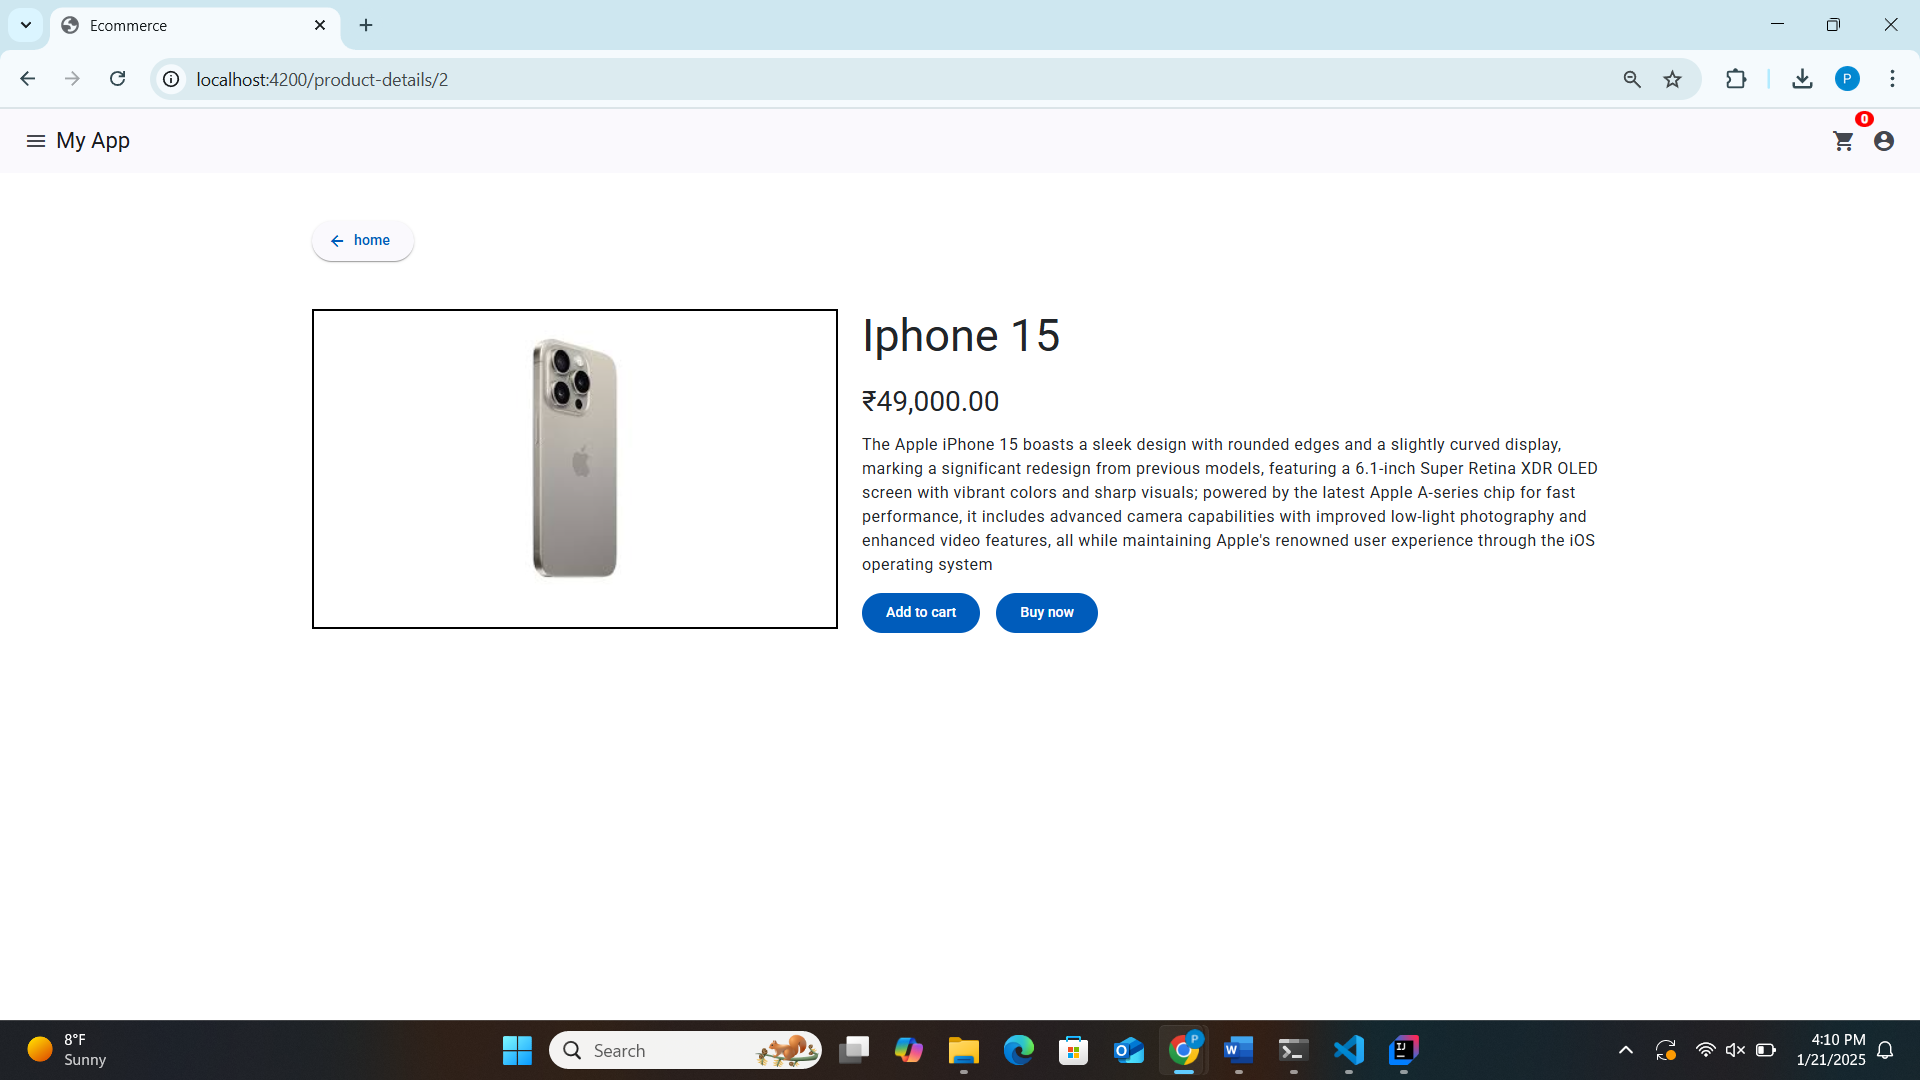 Ecommerce
localhost:4200/product-details/2
P
My App
0
home
Iphone 15
₹49,000.00
The Apple iPhone 15 boasts a sleek design with rounded edges and a slightly curved display,
marking a significant redesign from previous models, featuring a 6.1-inch Super Retina XDR OLED
screen with vibrant colors and sharp visuals; powered by the latest Apple A-series chip for fast
performance, it includes advanced camera capabilities with improved low-light photography and
enhanced video features, all while maintaining Apple's renowned user experience through the iOS
operating system
Add to cart
Buy now
8°F
Sunny
Search
P
W
IJ
4:10 PM
1/21/2025